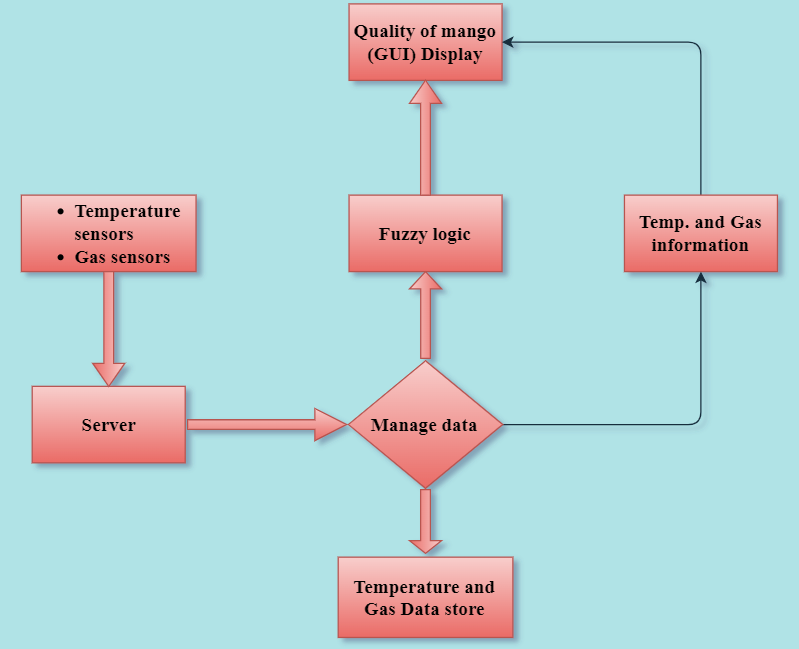 Quality of mango
(GUI) Display
• Temperature
sensors
• Gas sensors
Fuzzy logic
Temp. and Gas
information
Server
Manage data
Temperature and
Gas Data store